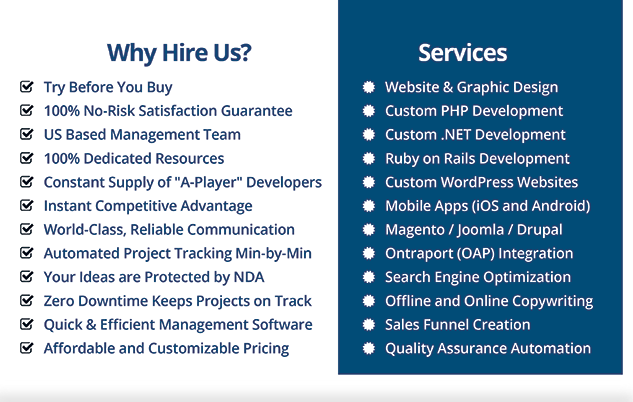 Why Hire Us?
Try Before You Buy
100% No-Risk Satisfaction Guarantee
US Based Management Team
100% Dedicated Resources
Constant Supply of "A-Player" Developers
Instant Competitive Advantage
World-Class, Reliable Communication
Automated Project Tracking Min-by-Min
Your Ideas are Protected by NDA
Zero Downtime Keeps Projects on Track
Quick & Efficient Management Software
Affordable and Customizable Pricing
Services
Website & Graphic Design
Custom PHP Development
Custom .NET Development
Ruby on Rails Development
Custom WordPress Websites
Mobile Apps (iOS and Android)
Magento / Joomla / Drupal
Ontraport (OAP) Integration
Search Engine Optimization
Offline and Online Copywriting
Sales Funnel Creation
Quality Assurance Automation